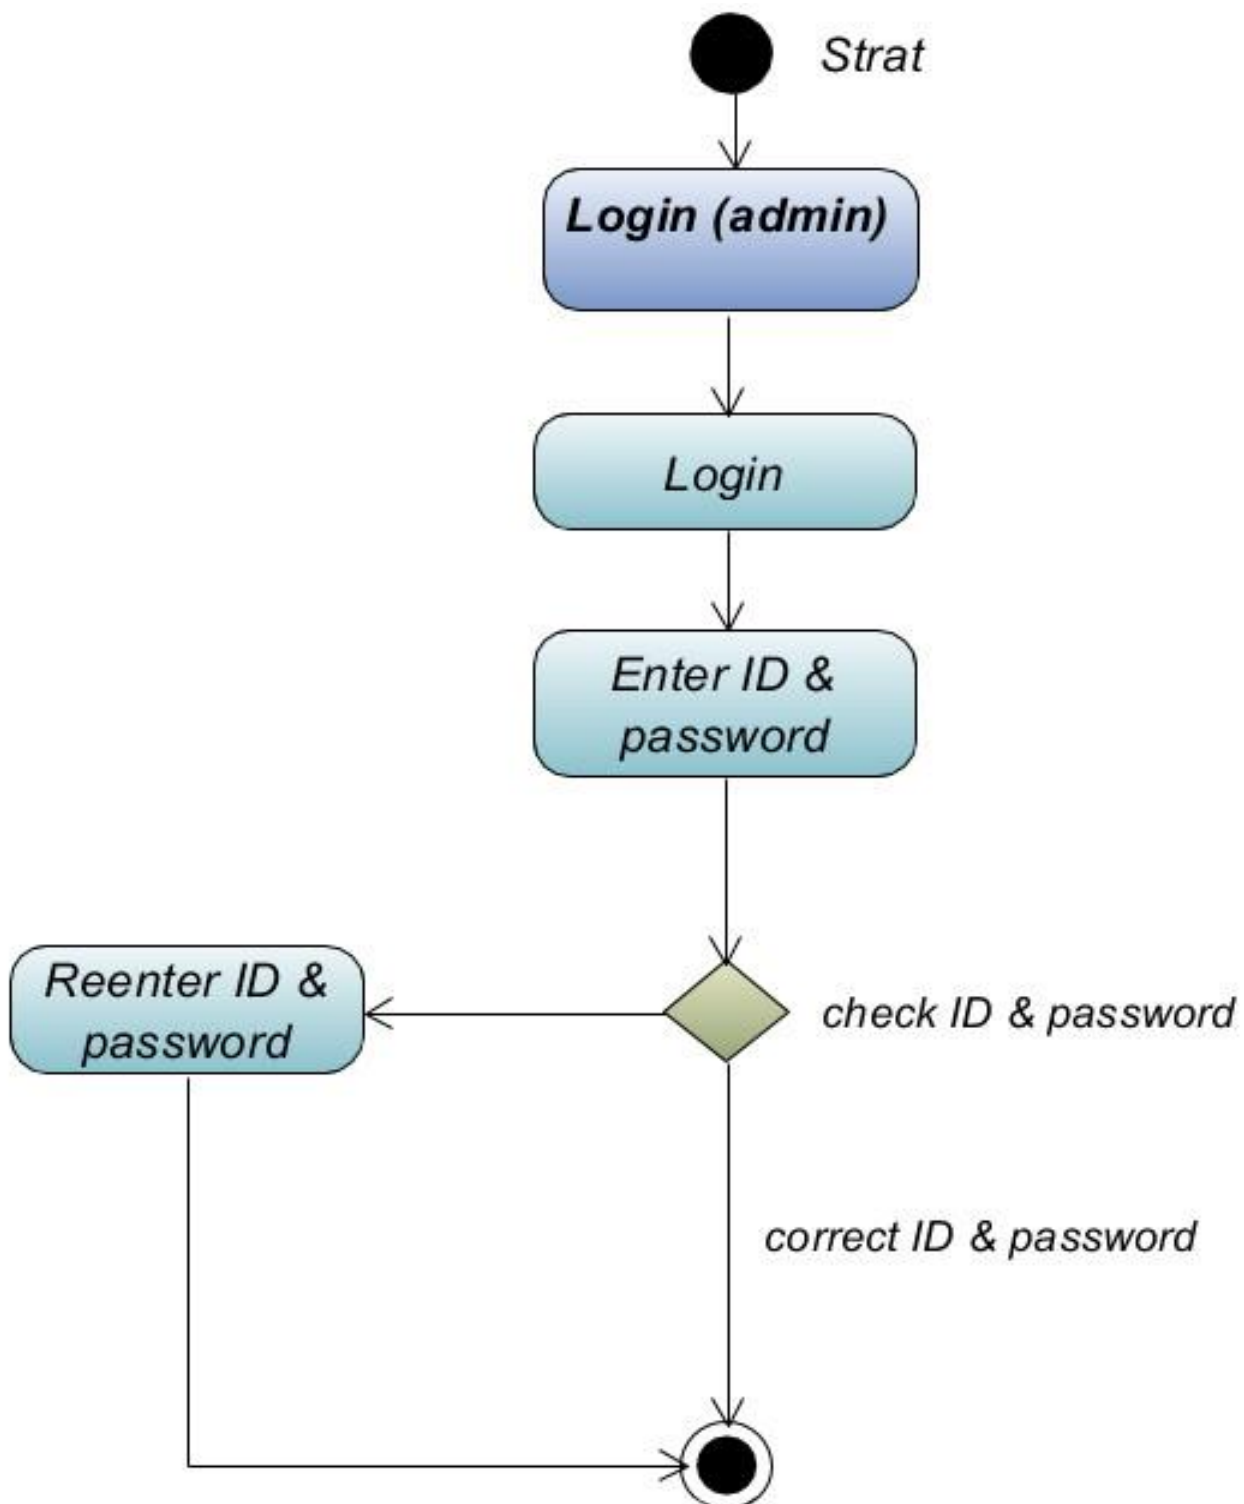 Strat
Login (admin)
Login
Enter ID &
password
Reenter ID &
password
check ID & password
correct ID & password